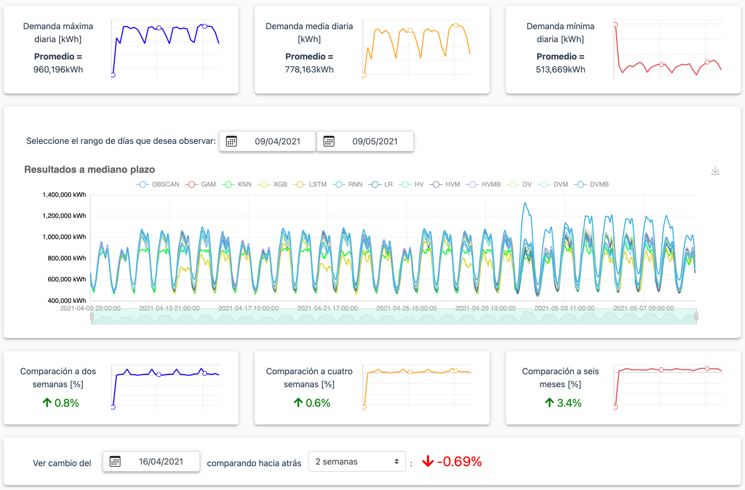 Demanda máxima
diaria [kWh]
Promedio =
960,196kWh
Demanda media diaria
[kWh]
Promedio =
778,163kWh
Demanda mínima
diaria [kWh]
Promedio =
513,669kWh
Seleccione el rango de días que desea observar:
09/04/2021
09/05/2021
Resultados a mediano plazo
DBSCAN GAM KNN XGB LSTM RNN LR HV HVM HVMB DV DVM DVMB
1,400,000 kWh
1,200,000 kWh
1,000,000 kWh
800,000 kWh
600,000 kWh
400,000 kWh
2021-04-09 23:00:00 2021-04-13 21:00:00 2021-04-17 19:00:00 2021-04-21 17:00:00 2021-04-25 15:00:00 2021-04-29 13:00:00 2021-05-03 11:00:00 2021-05-07 09:00:00
Comparación a dos
semanas [%]
0.8%
Comparación a cuatro
semanas [%]
0.6%
Comparación a seis
meses [%]
3.4%
Ver cambio del 16/04/2021 comparando hacia atrás 2 semanas : -0.69%